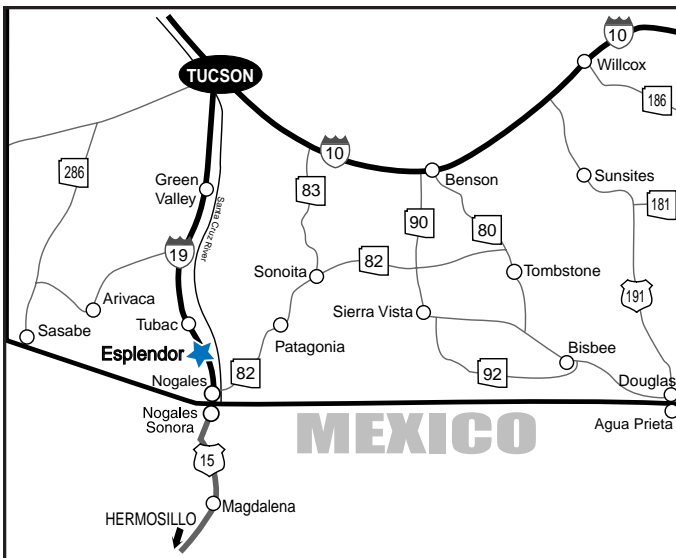 10
Willcox
TUCSON
186
10
286
Green
Valley
83
Benson
Sunsites
Santa Cruz River
90
80
181
19
Sonoita
82
Tombstone
191
Arivaca
Tubac
Sierra Vista
Sasabe
Patagonia
Esplendor
Bisbee
82
92
Nogales
Douglas
Nogales
Sonora
MEXICO
Agua Prieta
15
Magdalena
HERMOSILLO